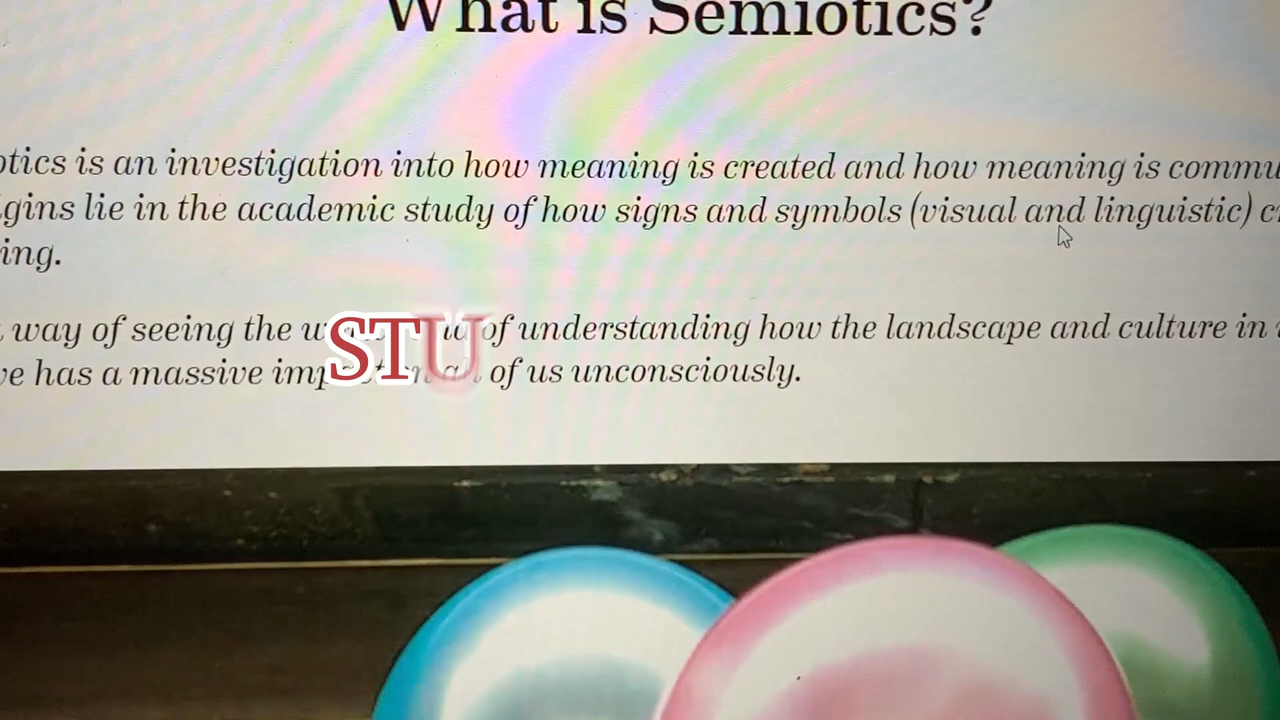 What is Semiotics?
otics is an investigation into how meaning is created and how meaning is commu
gins lie in the academic study of how signs and symbols (visual and linguistic) c
ing.
way of seeing the of understanding how the landscape and culture in
ve has a massive of us unconsciously.
STU